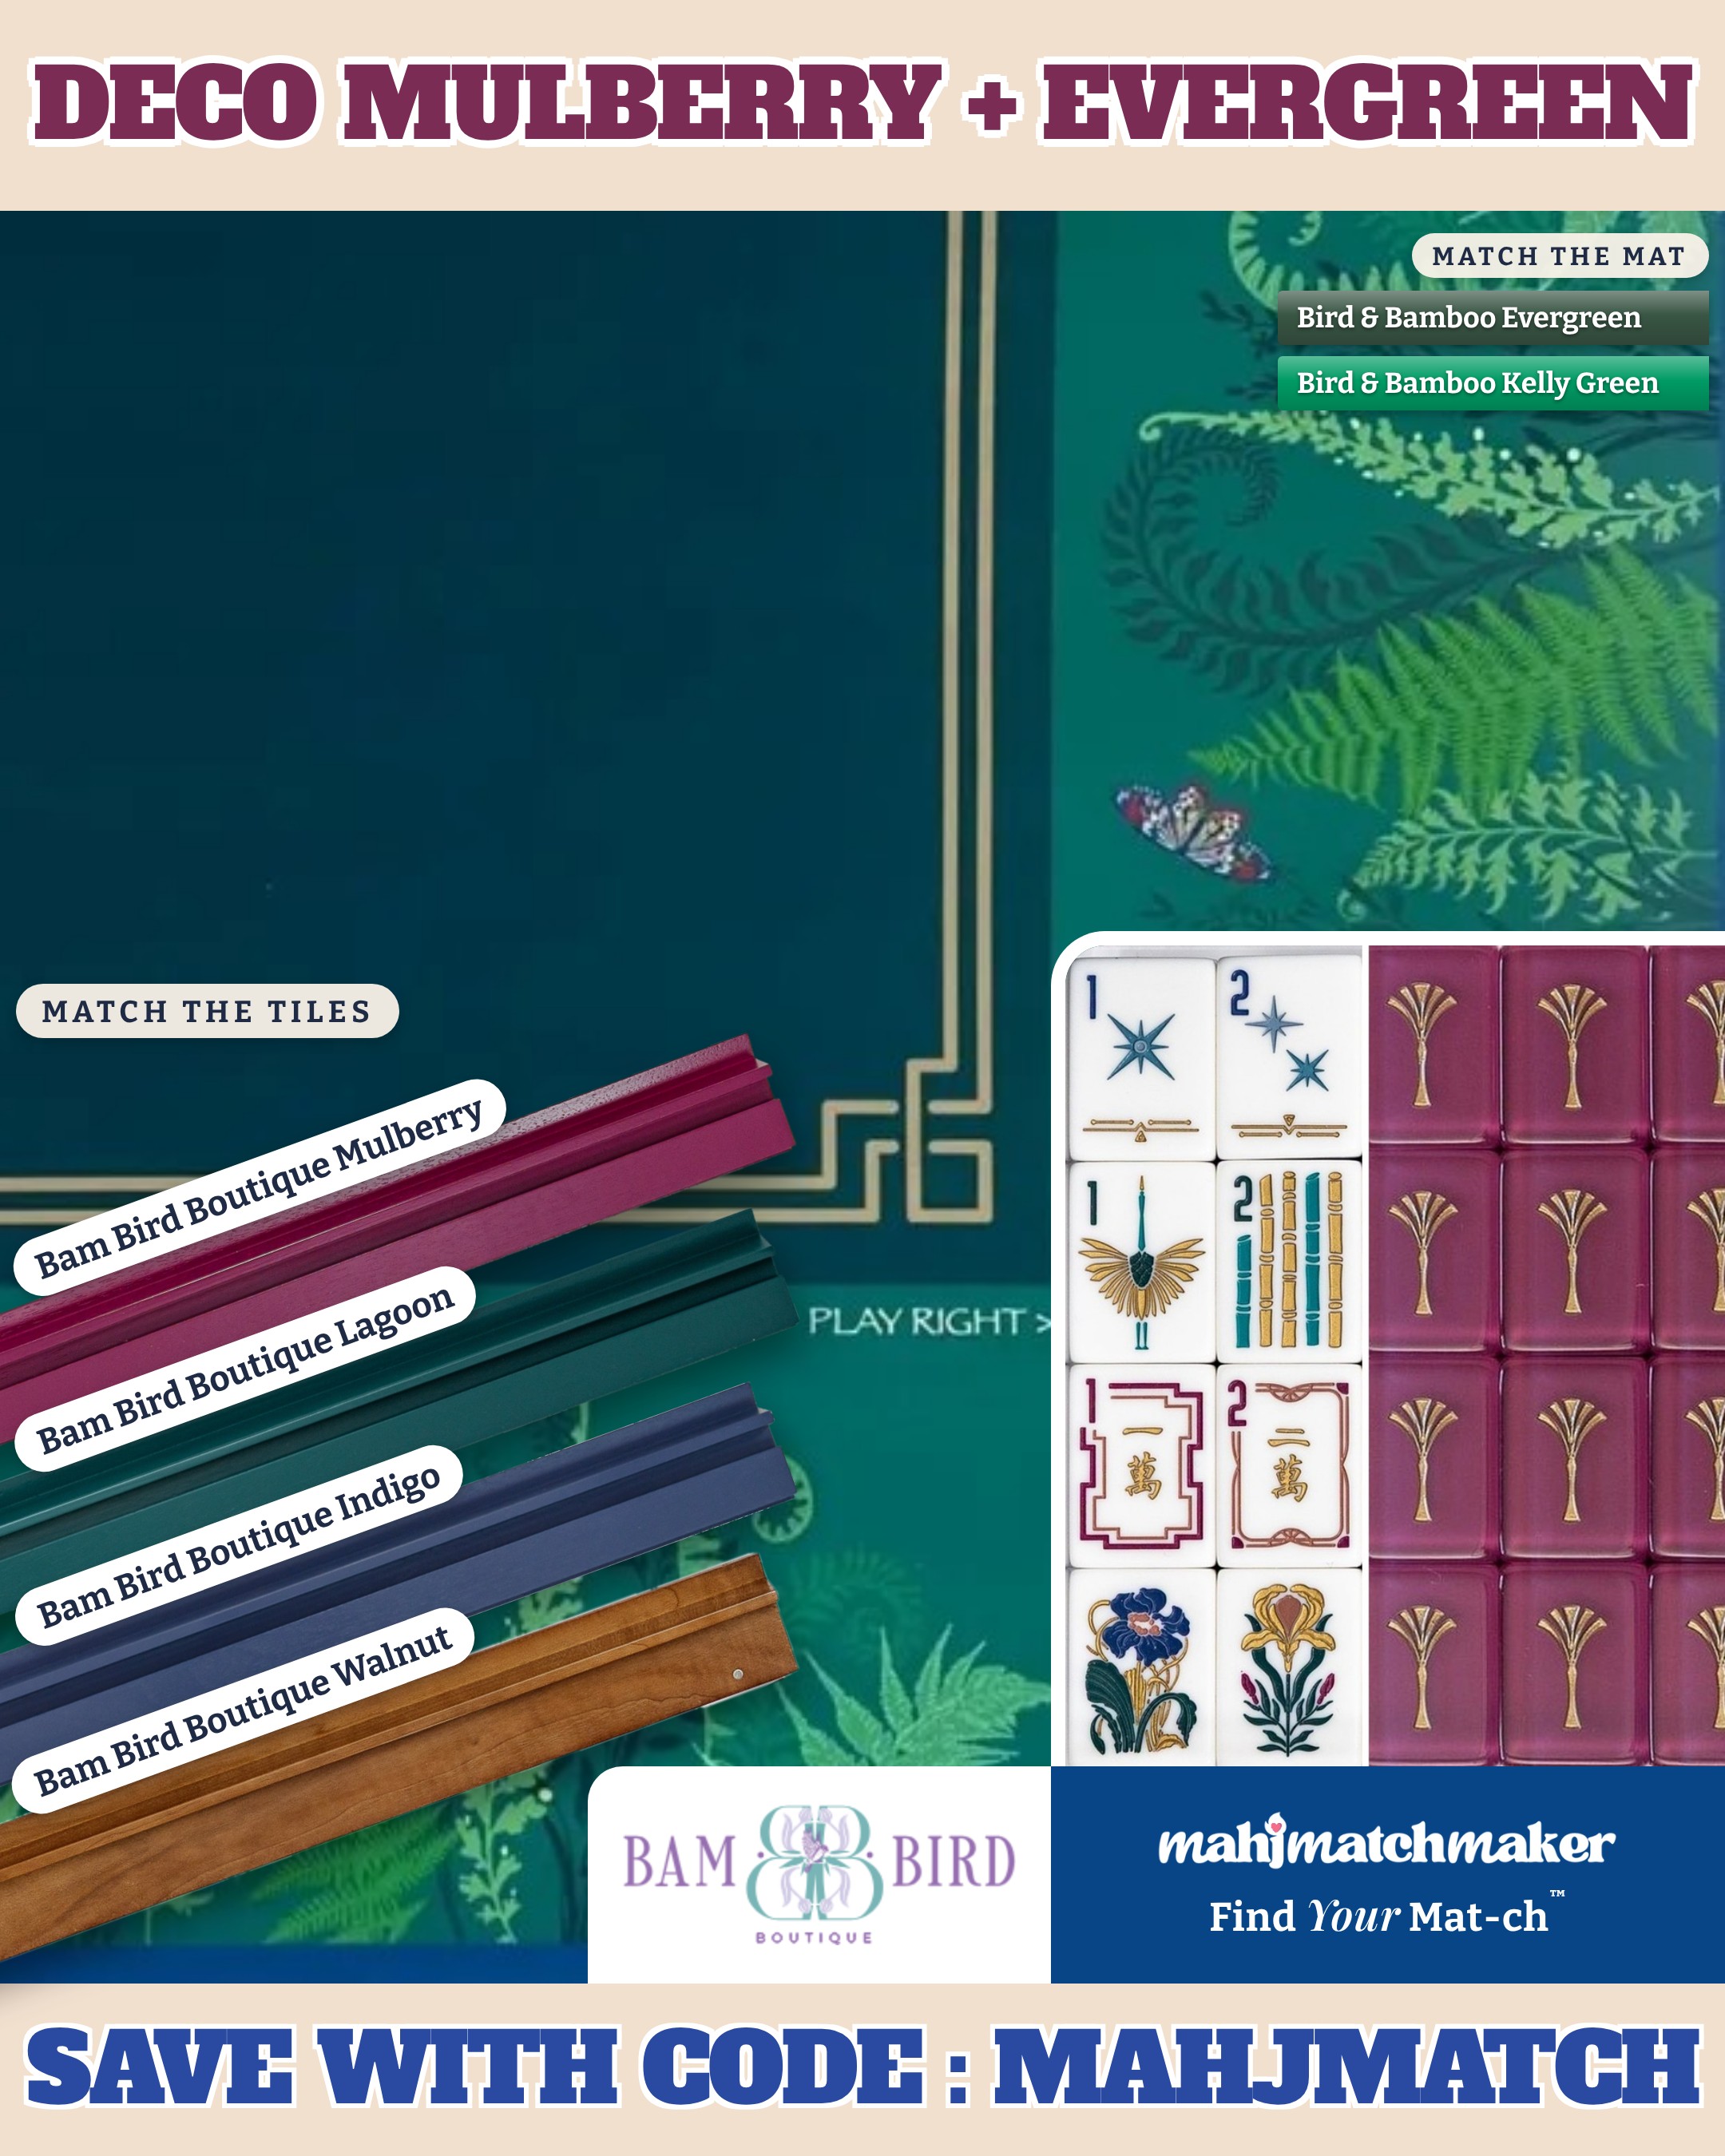 DECO MULBERRY + EVERGREEN
MATCH THE MAT
Bird & Bamboo Evergreen
Bird & Bamboo Kelly Green
MATCH THE TILES
Bam Bird Boutique Mulberry
Bam Bird Boutique Lagoon
Bam Bird Boutique Indigo
Bam Bird Boutique Walnut
PLAY RIGHT >
1 2
1 2
1 2
一 二
萬 萬
BAM BIRD
BOUTIQUE
mahjmatchmaker
Find Your Mat-ch™
SAVE WITH CODE : MAHJMATCH